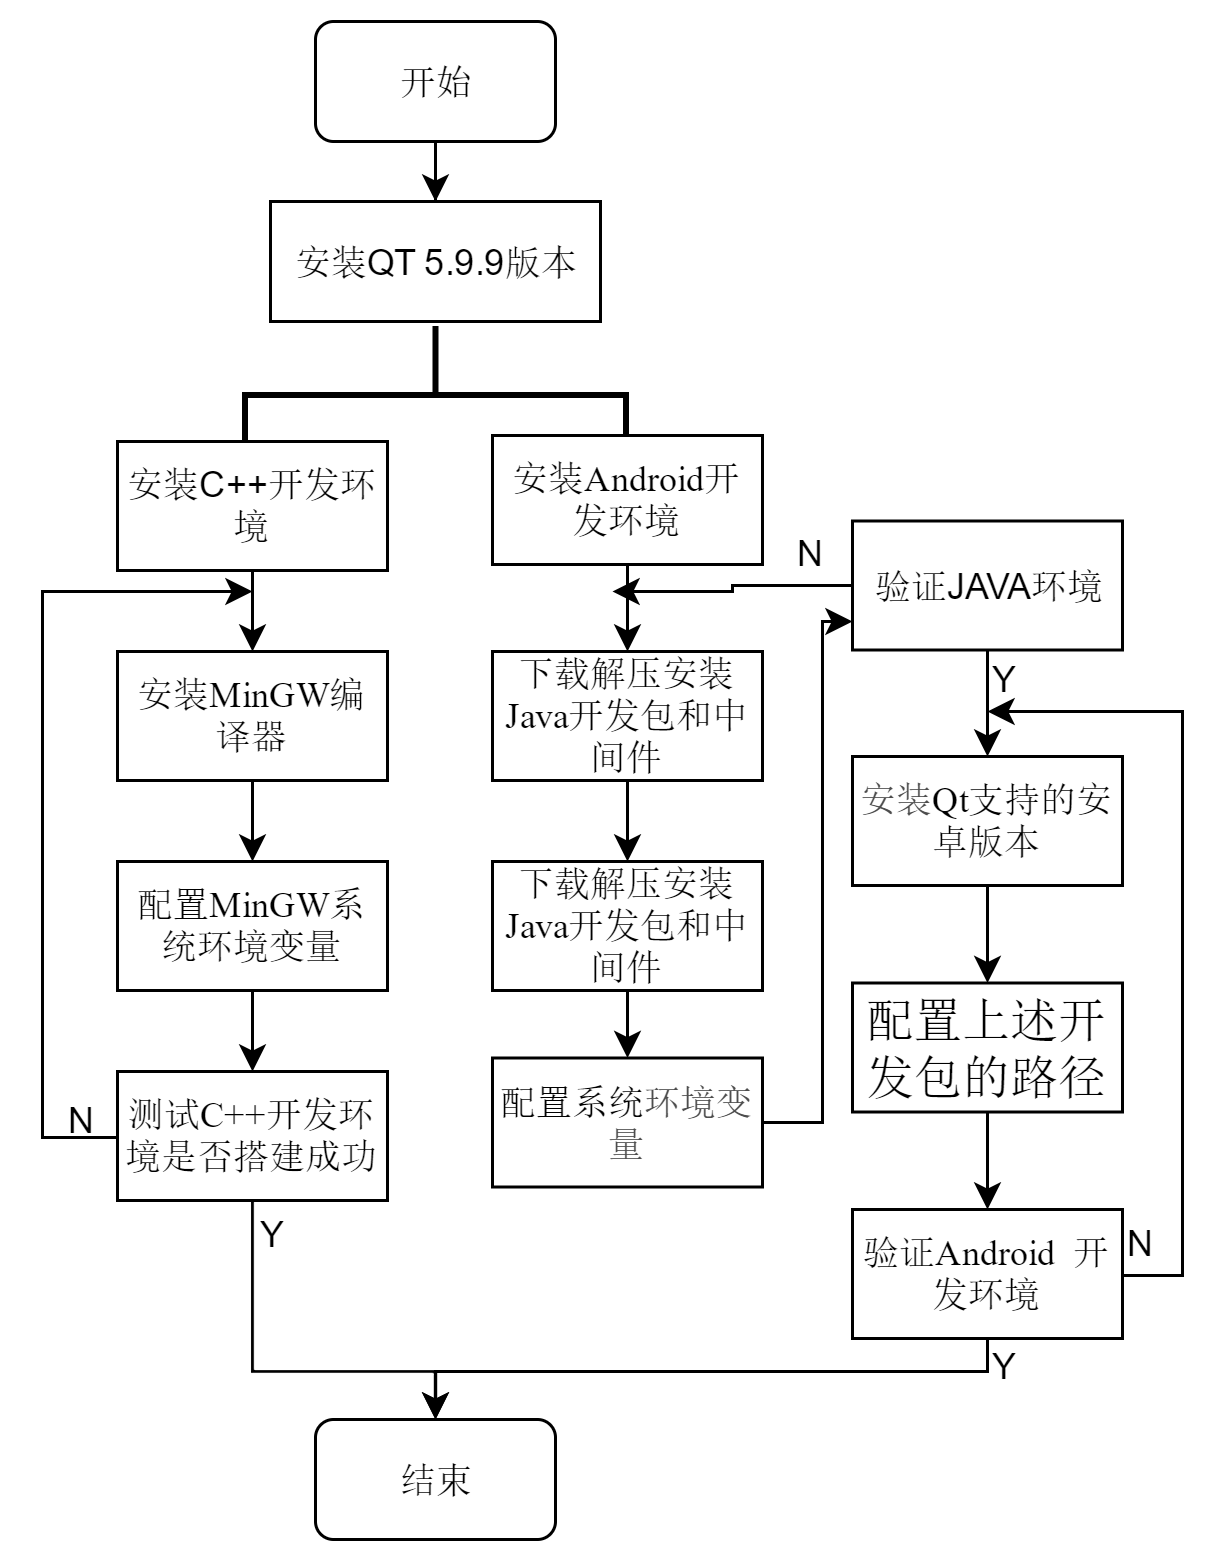 开始
安装QT 5.9.9版本
安装C++开发环
境
安装MinGW编
译器
配置MinGW系
统环境变量
测试C++开发环
境是否搭建成功
N
Y
安装Android开
发环境
下载解压安装
Java开发包和中
间件
下载解压安装
Java开发包和中
间件
配置系统环境变
量
验证JAVA环境
N
Y
安装Qt支持的安
卓版本
配置上述开
发包的路径
验证Android 开
发环境
N
Y
结束